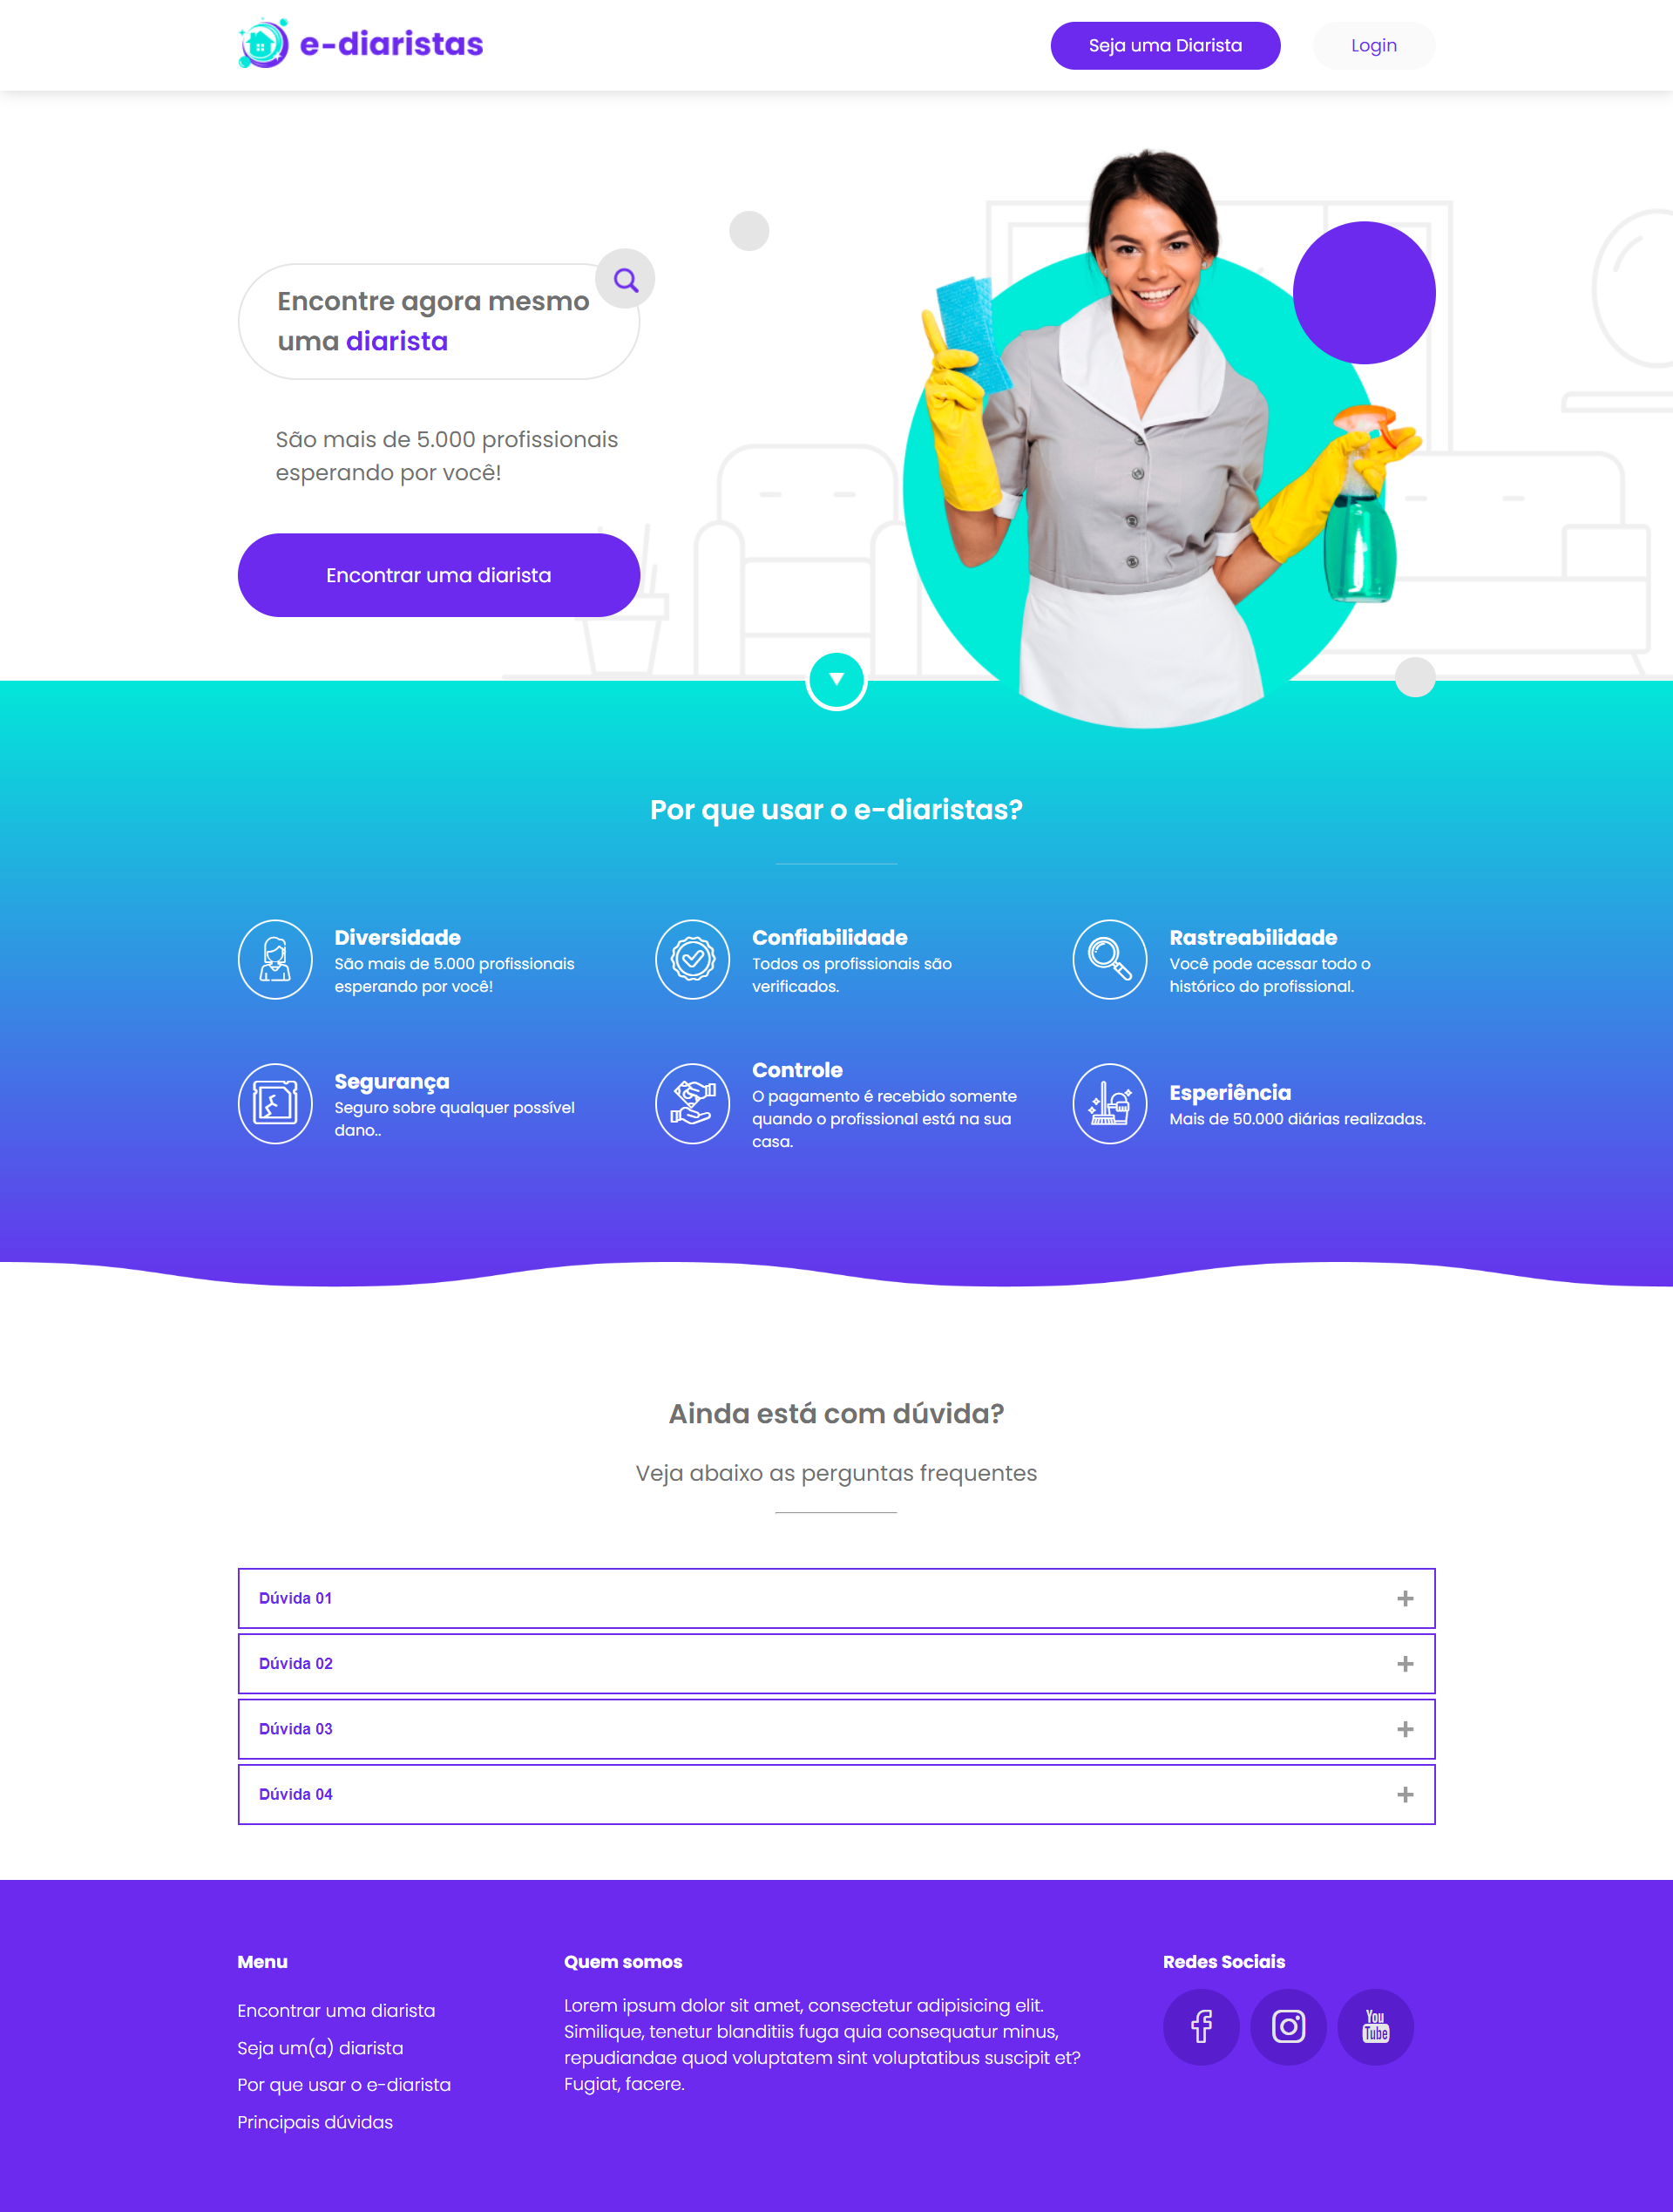 e-diaristas
Seja uma Diarista
Login
Encontre agora mesmo
uma diarista
São mais de 5.000 profissionais
esperando por você!
Encontrar uma diarista
Por que usar o e-diaristas?
Diversidade
São mais de 5.000 profissionais
esperando por você!
Confiabilidade
Todos os profissionais são
verificados.
Rastreabilidade
Você pode acessar todo o
histórico do profissional.
Segurança
Seguro sobre qualquer possível
dano..
Controle
O pagamento é recebido somente
quando o profissional está na sua
casa.
Esperiência
Mais de 50.000 diárias realizadas.
Ainda está com dúvida?
Veja abaixo as perguntas frequentes
Dúvida 01
Dúvida 02
Dúvida 03
Dúvida 04
Menu
Encontrar uma diarista
Seja um(a) diarista
Por que usar o e-diarista
Principais dúvidas
Quem somos
Lorem ipsum dolor sit amet, consectetur adipisicing elit.
Similique, tenetur blanditiis fuga quia consequatur minus,
repudiandae quod voluptatem sint voluptatibus suscipit et?
Fugiat, facere.
Redes Sociais
You
Tube